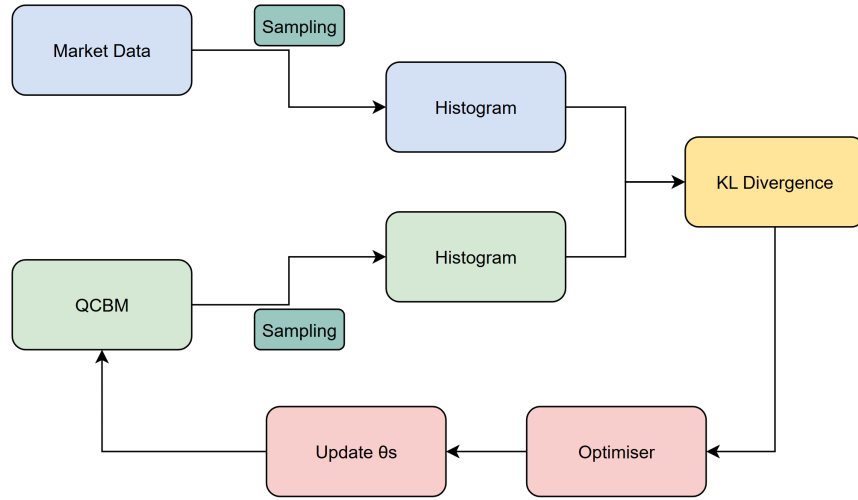 Sampling
Market Data
Histogram
KL Divergence
Histogram
QCBM
Sampling
Update θs
Optimiser